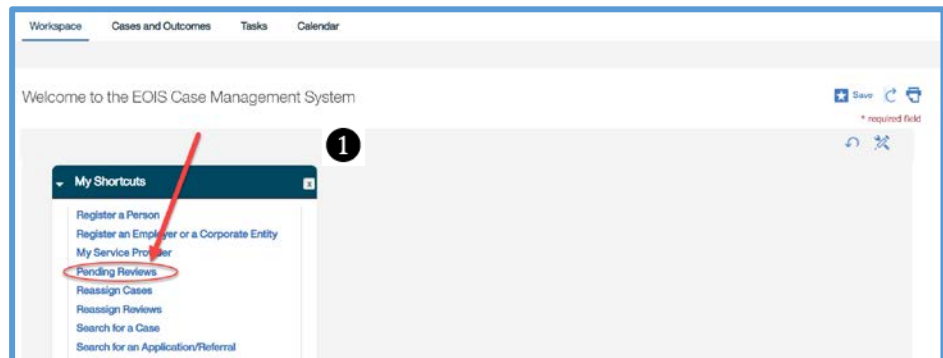 Workspace Cases and Outcomes Tasks Calendar
Welcome to the EOIS Case Management System
Save
* required field
1
My Shortcuts
x
Register a Person
Register an Employer or a Corporate Entity
My Service Provider
Pending Reviews
Reassign Cases
Reassign Reviews
Search for a Case
Search for an Application/Referral